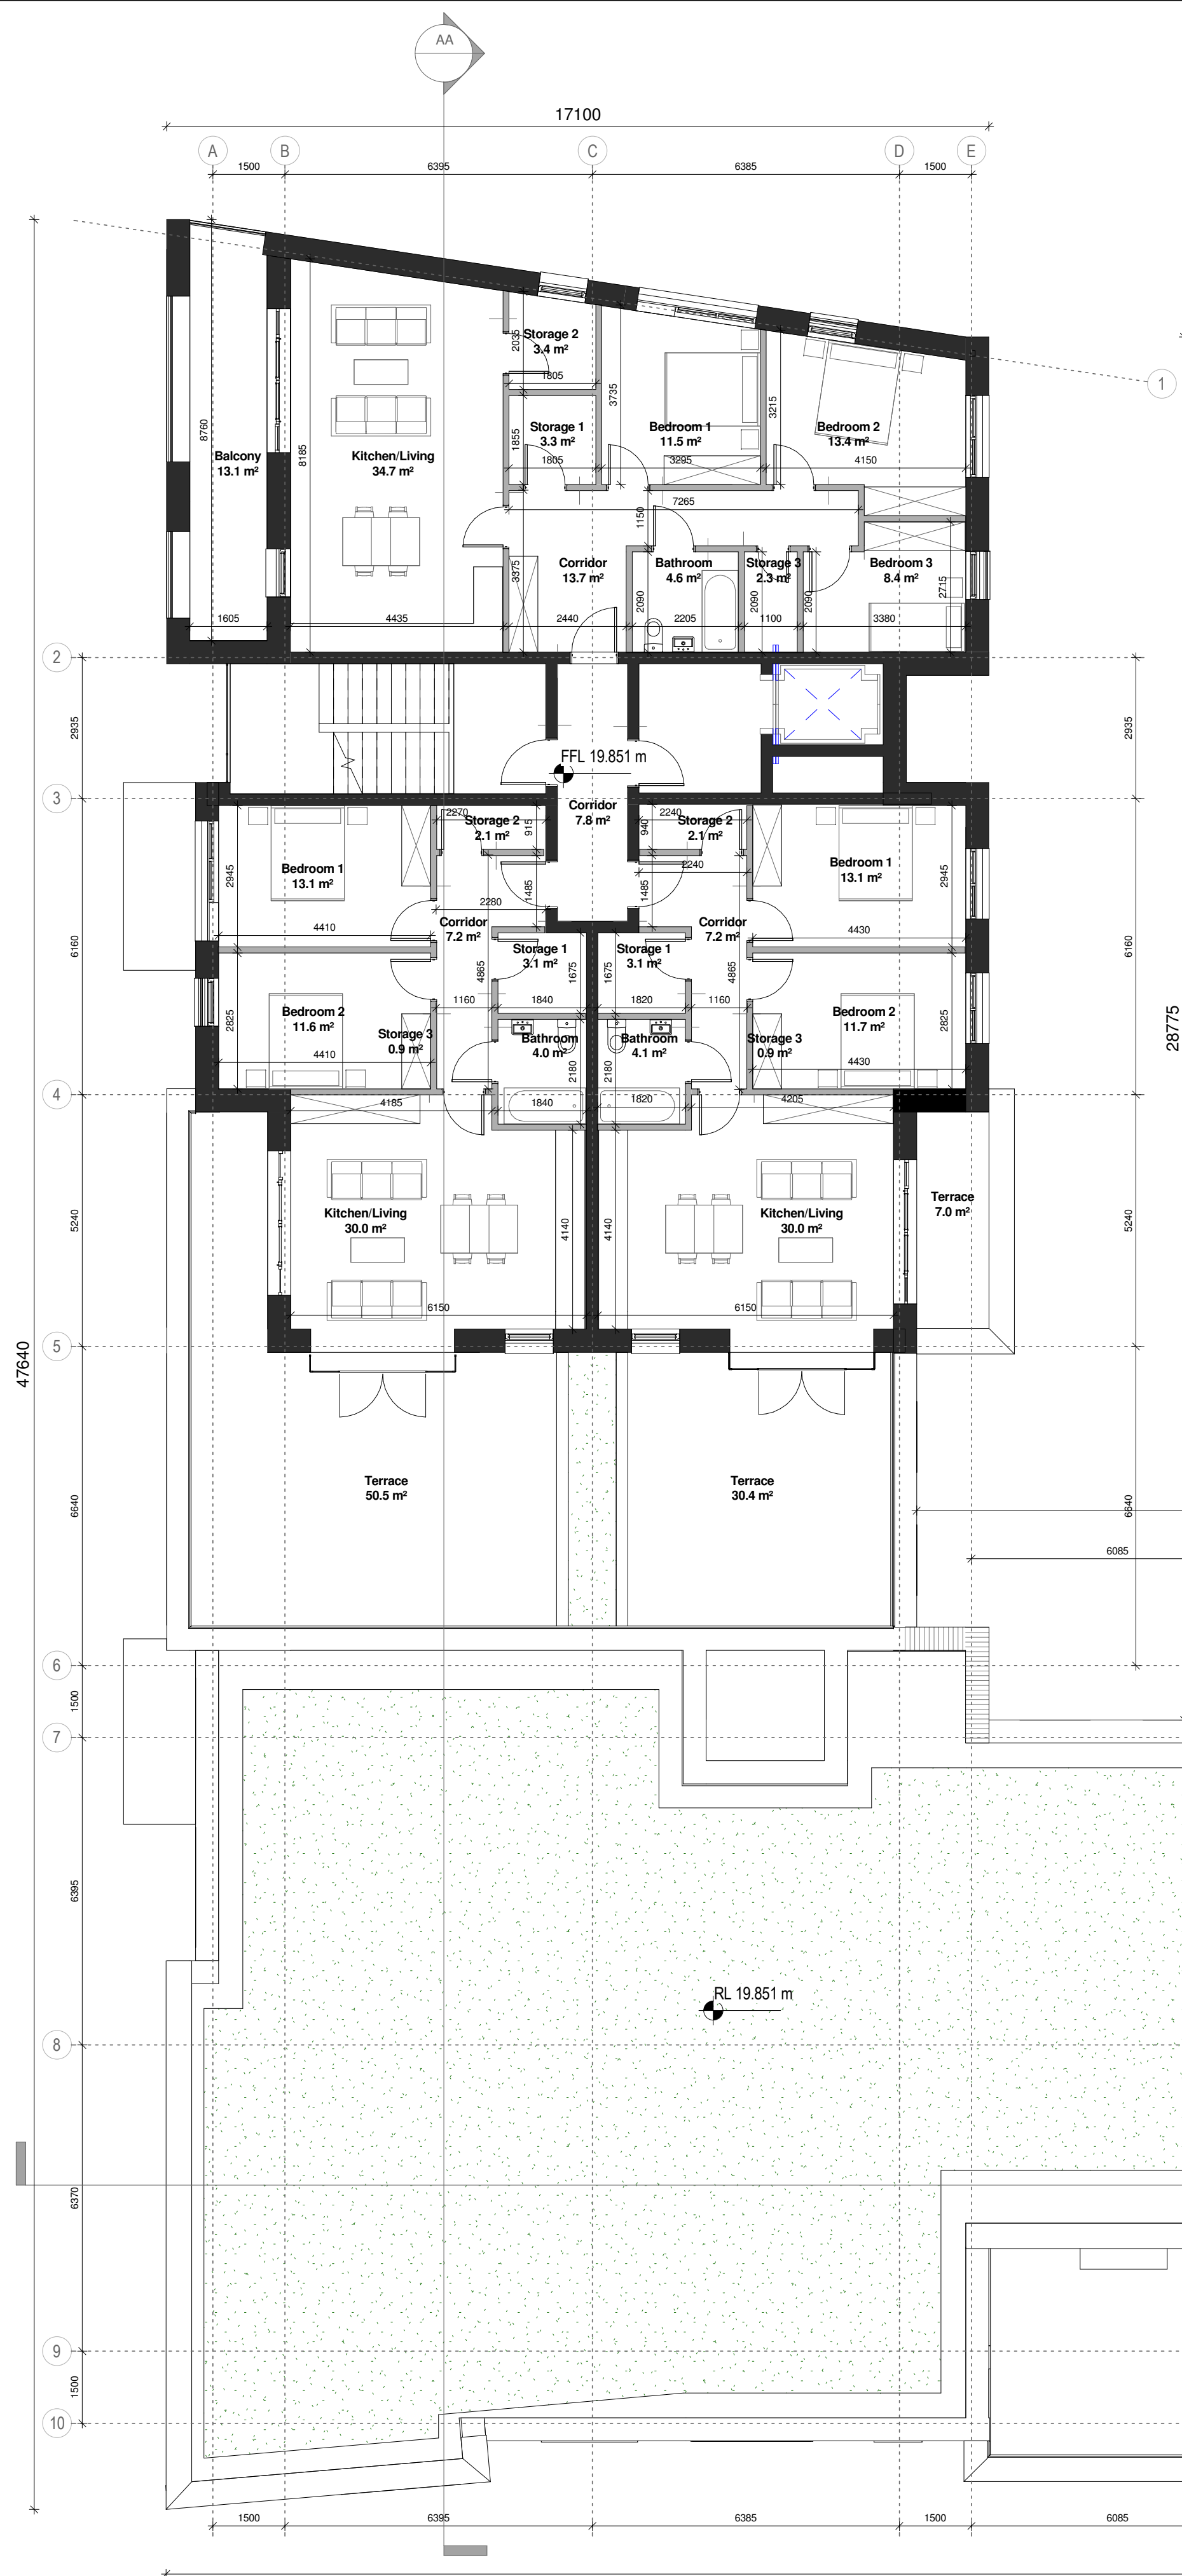 AA
17100
A
B
C
D
E
1500
6395
6385
1500
1
Storage 2
3.4 m²
2035
1805
3735
3215
8760
8185
Balcony
13.1 m²
Kitchen/Living
34.7 m²
Storage 1
3.3 m²
1855
1805
Bedroom 1
11.5 m²
3295
Bedroom 2
13.4 m²
4150
7265
1150
Corridor
13.7 m²
3375
Bathroom
4.6 m²
Storage 3
2.3 m²
Bedroom 3
8.4 m²
2715
2090
2090
2090
1605
4435
2440
2205
1100
3380
2
2935
2935
FFL 19.851 m
3
Corridor
7.8 m²
2270
Storage 2
2.1 m²
915
940
2240
Storage 2
2.1 m²
2240
2945
Bedroom 1
13.1 m²
1485
1485
Bedroom 1
13.1 m²
2945
2280
4410
Corridor
7.2 m²
Corridor
7.2 m²
4430
6160
6160
Storage 1
3.1 m²
Storage 1
3.1 m²
4865
1675
1675
4865
1160
1840
1820
1160
2825
Bedroom 2
11.6 m²
Storage 3
0.9 m²
Bathroom
4.0 m²
Bathroom
4.1 m²
Storage 3
0.9 m²
Bedroom 2
11.7 m²
2825
28775
4410
2180
2180
4430
4
4185
1840
1820
4205
Kitchen/Living
30.0 m²
Kitchen/Living
30.0 m²
Terrace
7.0 m²
5240
4140
4140
5240
6150
6150
5
47640
Terrace
50.5 m²
Terrace
30.4 m²
6640
6640
6085
6
1500
7
6395
RL 19.851 m
8
6370
9
1500
10
1500
6395
6385
1500
6085